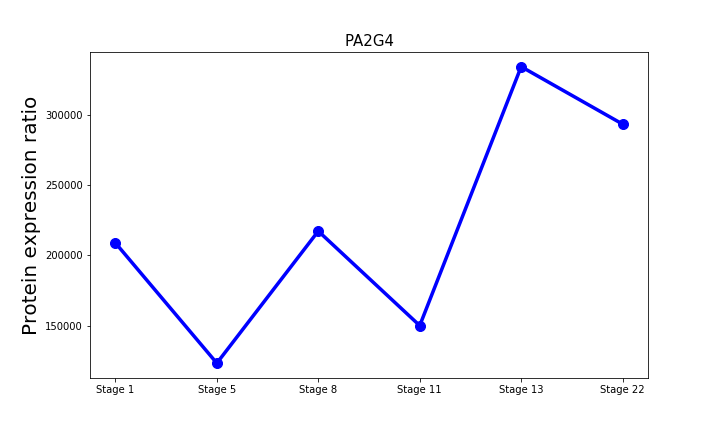 PA2G4
Protein expression ratio
300000
250000
200000
150000
Stage 1 Stage 5 Stage 8 Stage 11 Stage 13 Stage 22